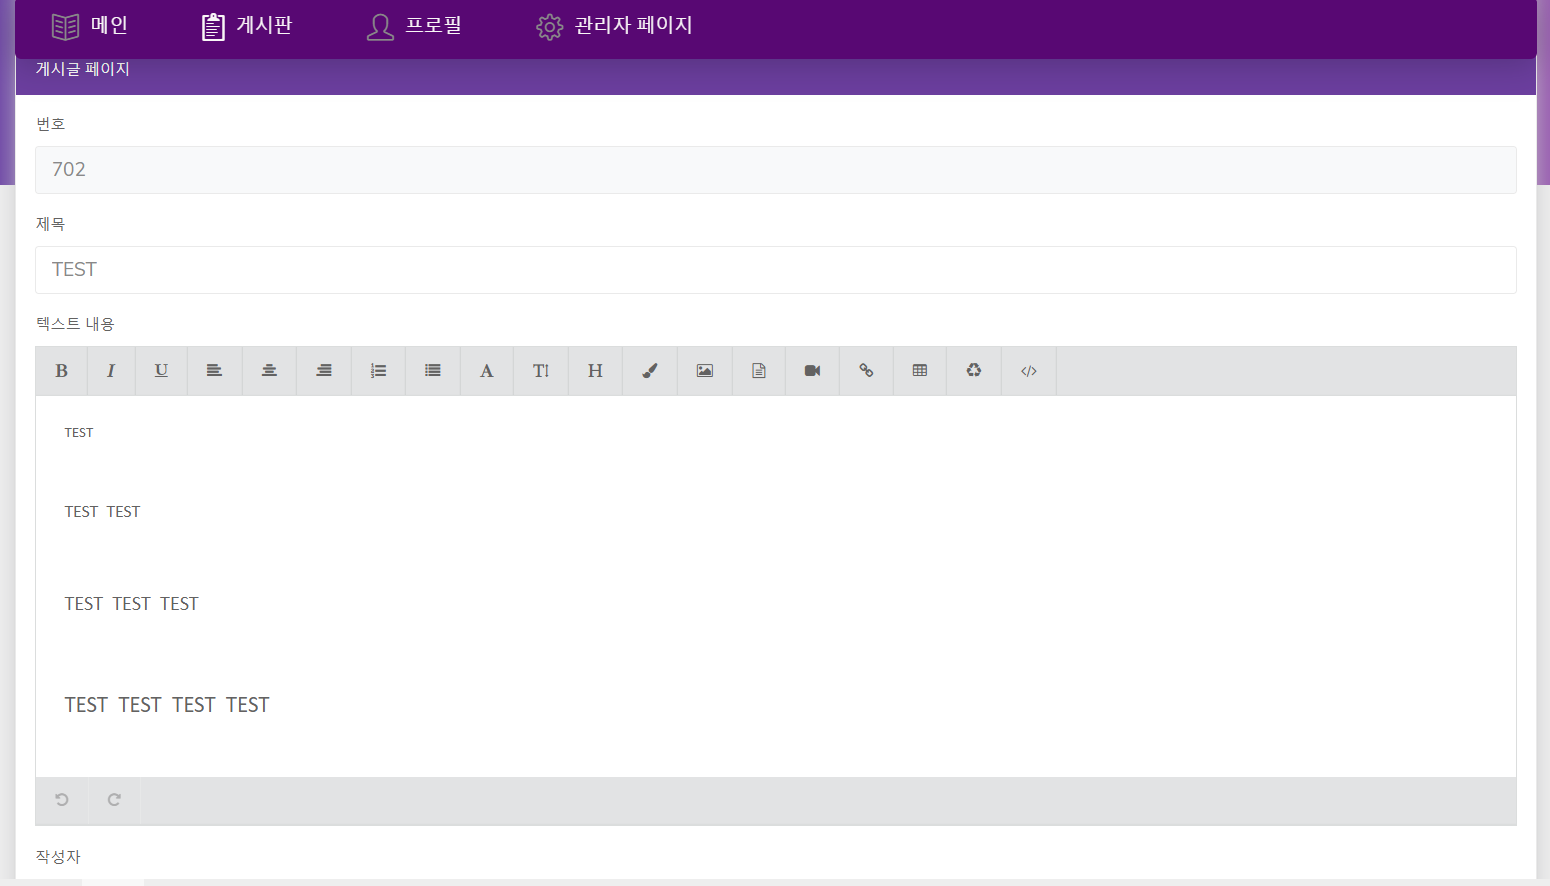 메인 게시판 프로필 관리자 페이지
게시글 페이지
번호
702
제목
TEST
텍스트 내용
B I U A T H
TEST
TEST TEST
TEST TEST TEST
TEST TEST TEST TEST
작성자